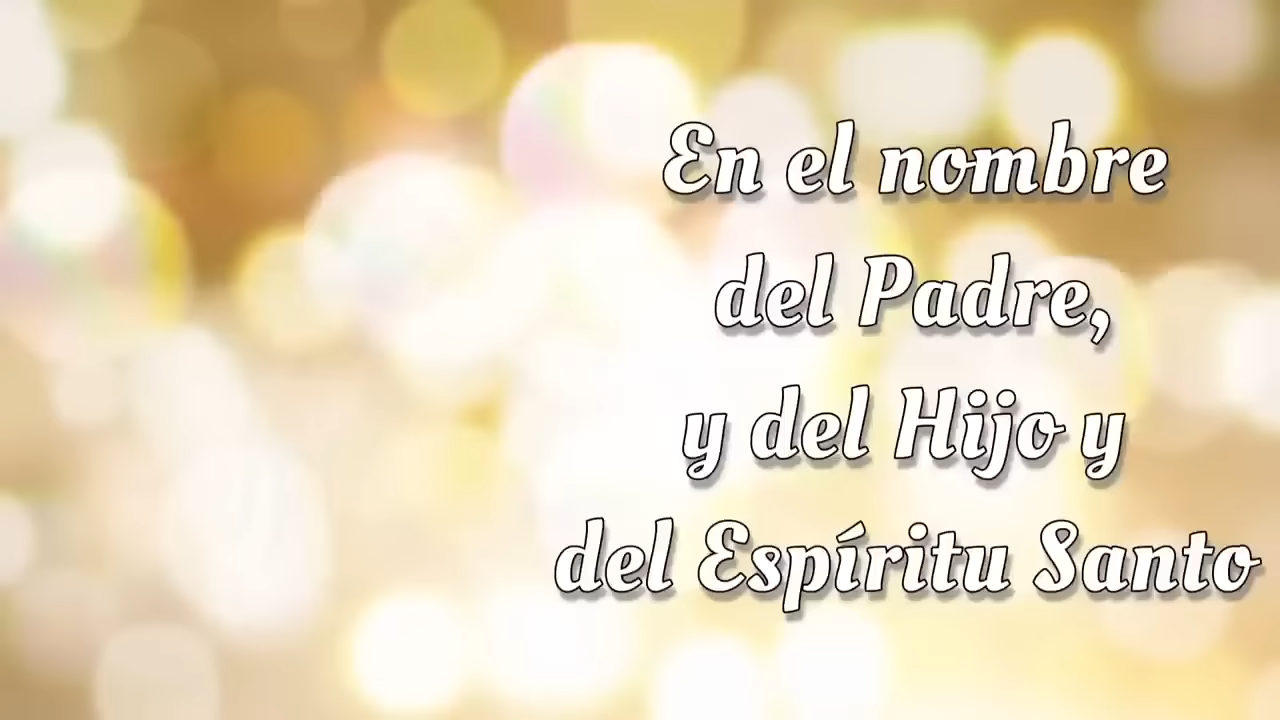 En el nombre
del Padre,
y del Hijo y
del Espíritu Santo